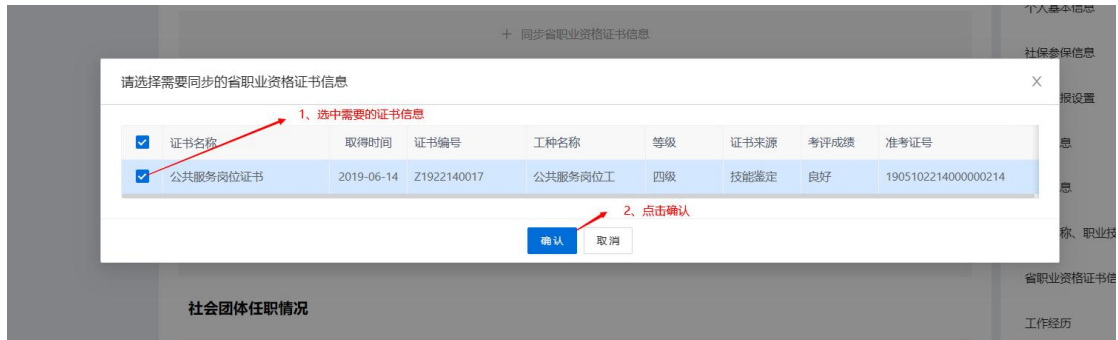 个人基本信息
+ 同步省职业资格证书信息
社保参保信息
请选择需要同步的省职业资格证书信息
报设置
1、选中需要的证书信息
证书名称 取得时间 证书编号 工种名称 等级 证书来源 考评成绩 准考证号
息
公共服务岗位证书 2019-06-14 Z1922140017 公共服务岗位工 四级 技能鉴定 良好 1905102214000000214
息
2、点击确认
确认 取消
称、职业技
省职业资格证书信
社会团体任职情况
工作经历